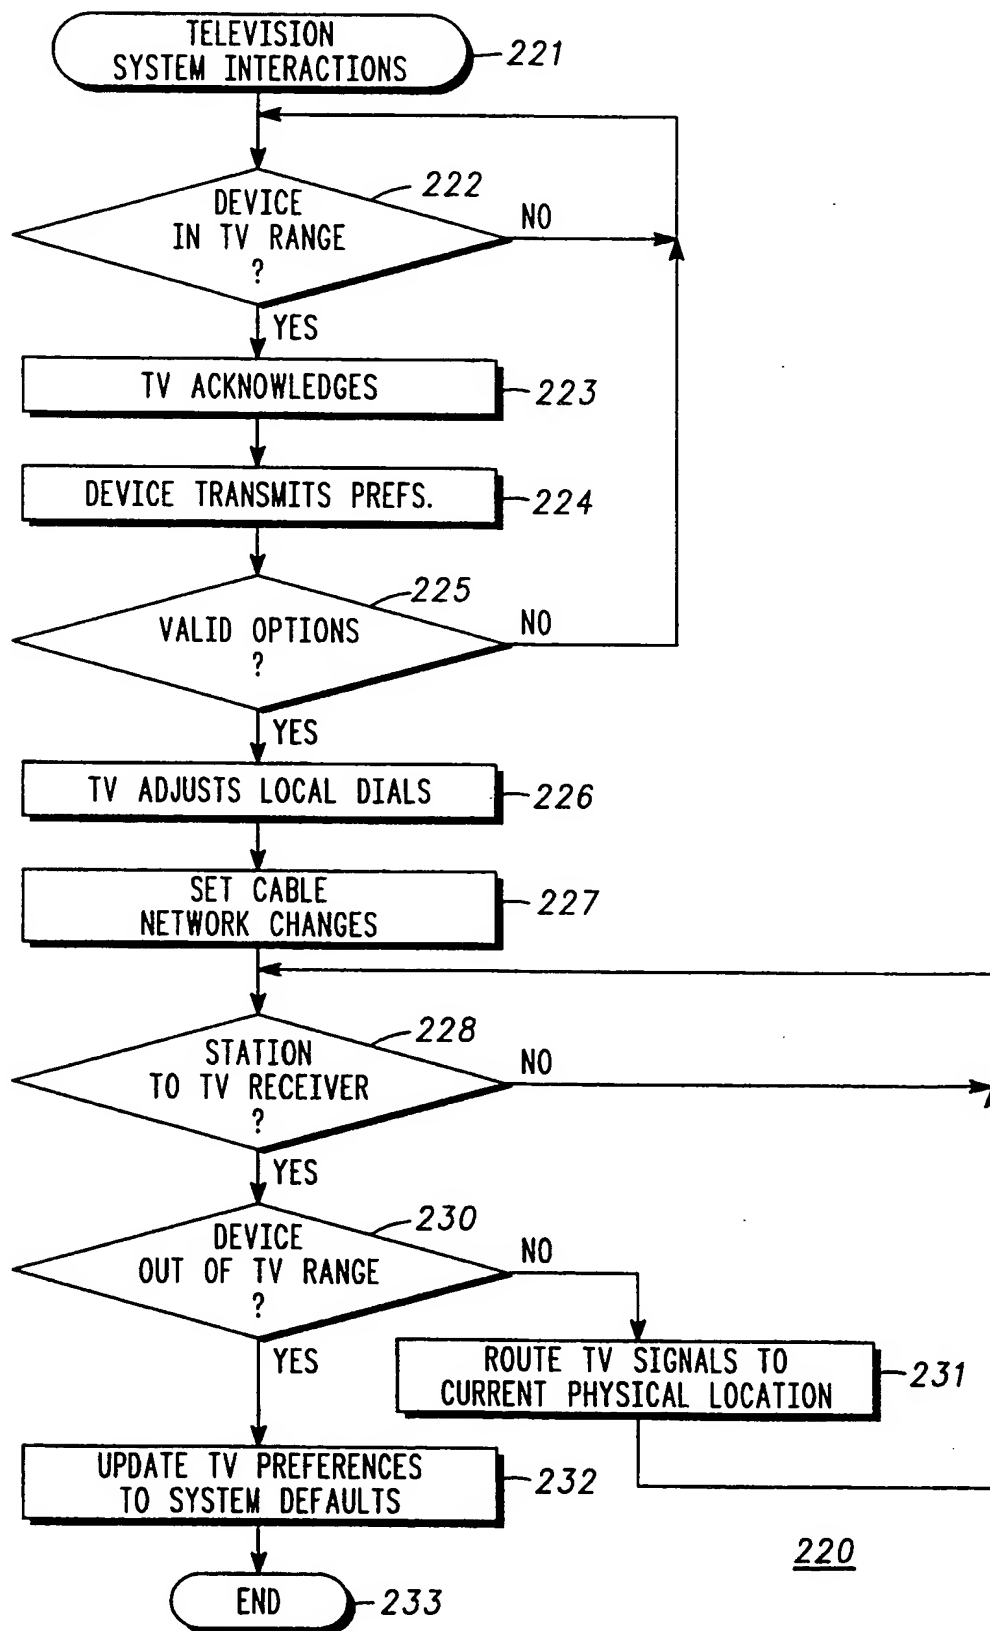 TELEVISION
SYSTEM INTERACTIONS
221
DEVICE
IN TV RANGE
?
222
NO
YES
TV ACKNOWLEDGES
223
DEVICE TRANSMITS PREFS.
224
VALID OPTIONS
?
225
NO
YES
TV ADJUSTS LOCAL DIALS
226
SET CABLE
NETWORK CHANGES
227
STATION
TO TV RECEIVER
?
228
NO
YES
DEVICE
OUT OF TV RANGE
?
230
NO
YES
ROUTE TV SIGNALS TO
CURRENT PHYSICAL LOCATION
231
UPDATE TV PREFERENCES
TO SYSTEM DEFAULTS
232
220
END
233